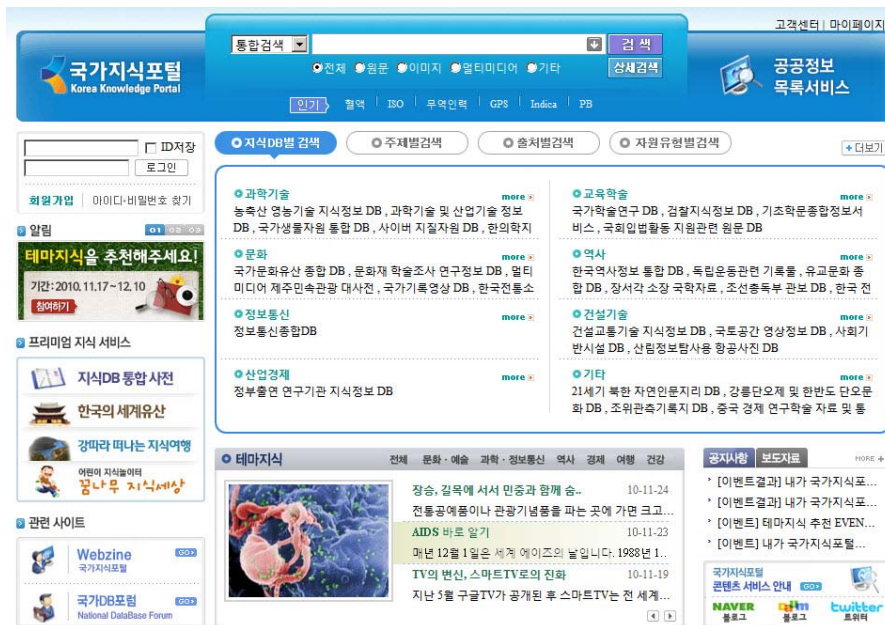 고객센터 | 마이페이지
국가지식포털
Korea Knowledge Portal
통합검색
검색
전체 원문 이미지 멀티미디어 기타
상세검색
인기 혈액 ISO 무역인력 GPS Indica PB
공공정보
목록서비스
ID저장
로그인
회원가입 아이디·비밀번호 찾기
알림 01 02 03
테마지식을 추천해주세요!
기간: 2010. 11.17 ~ 12. 10
참여하기
프리미엄 지식 서비스
지식DB 통합 사전
한국의 세계유산
강따라 떠나는 지식여행
어린이 지식놀이터
꿈나무 지식세상
관련 사이트
Webzine GO
국가지식포털
국가DB포럼 GO
National DataBase Forum
지식DB별 검색 주제별검색 출처별검색 자원유형별검색
+ 더보기
과학기술 more
농축산 영농기술 지식정보 DB , 과학기술 및 산업기술 정보
DB , 국가생물자원 통합 DB , 사이버 지질자원 DB , 한의학지
교육학술 more
국가학술연구 DB , 검찰지식정보 DB , 기초학문종합정보서
비스 , 국회입법활동 지원관련 원문 DB
문화 more
국가문화유산 종합 DB , 문화재 학술조사 연구정보 DB , 멀티
미디어 제주민속관광 대사전 , 국가기록영상 DB , 한국전통소
역사 more
한국역사정보 통합 DB , 독립운동관련 기록물 , 유교문화 종
합 DB , 장서각 소장 국학자료 , 조선총독부 관보 DB , 한국 전
정보통신 more
정보통신종합DB
건설기술 more
건설교통기술 지식정보 DB , 국토공간 영상정보 DB , 사회기
반시설 DB , 산림정보탐사용 항공사진 DB
산업경제 more
정부출연 연구기관 지식정보 DB
기타 more
21세기 북한 자연인문지리 DB , 강릉단오제 및 한반도 단오문
화 DB , 조위관측기록지 DB , 중국 경제 연구학술 자료 및 통
테마지식 전체 문화·예술 과학·정보통신 역사 경제 여행 건강
장승, 길목에 서서 민중과 함께 숨.. 10-11-24
전통공예품이나 관광기념품을 파는 곳에 가면 크고...
AIDS 바로 알기 10-11-23
매년 12월 1일은 세계 에이즈의 날입니다. 1988년 1...
TV의 변신, 스마트TV로의 진화 10-11-19
지난 5월 구글TV가 공개된 후 스마트TV는 전 세계...
공지사항 보도자료 MORE +
[이벤트결과] 내가 국가지식포...
[이벤트결과] 내가 국가지식포...
[이벤트] 테마지식 추천 EVEN...
[이벤트] 내가 국가지식포털...
국가지식포털
콘텐츠 서비스 안내 GO
NAVER 블로그
Daum 블로그
twitter 트위터